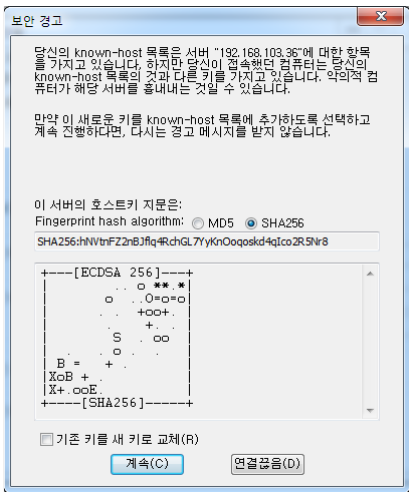 보안 경고
당신의 known-host 목록은 서버 "192.168.103.36"에 대한 항목
을 가지고 있습니다. 하지만 당신이 접속했던 컴퓨터는 당신의
known-host 목록의 것과 다른 키를 가지고 있습니다. 악의적 컴
퓨터가 해당 서버를 흉내내는 것일 수 있습니다.
만약 이 새로운 키를 known-host 목록에 추가하도록 선택하고
계속 진행하다면, 다시는 경고 메시지를 받지 않습니다.
이 서버의 호스트키 지문은:
Fingerprint hash algorithm: MD5 SHA256
SHA256:hNVtnFZ2nBJflq4RchGL7YyKnOoqoskd4qIco2R5Nr8
+---[ECDSA 256]---+
|        .. o **.*|
|       o  ..O=o=o|
|      . .  +oo+. |
|       .    +. . |
|        S .  oo  |
|  .    . o .  .  |
| B =    + .      |
|XoB + .          |
|X+.ooE.          |
+----[SHA256]-----+
기존 키를 새 키로 교체(R)
계속(C) 연결끊음(D)